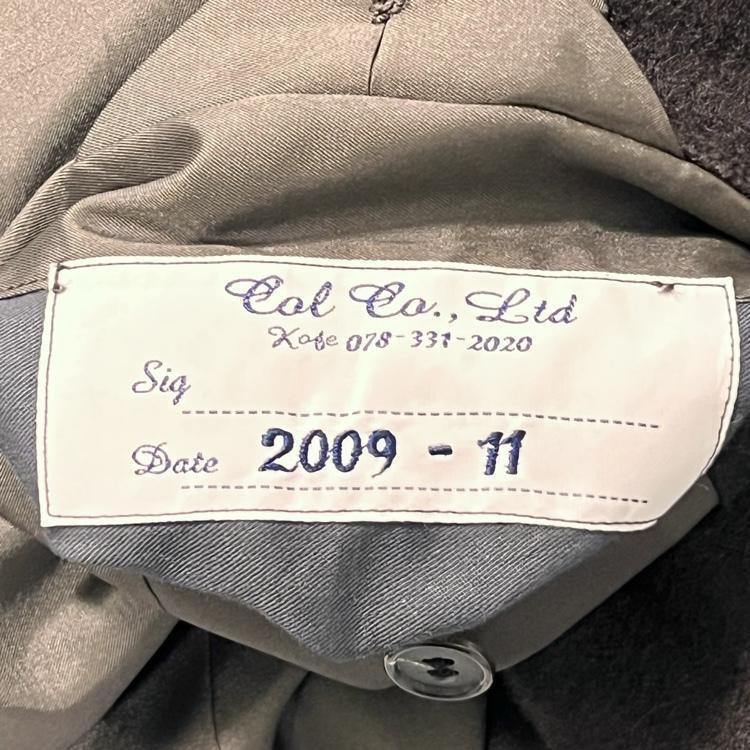 Col Co., Ltd
Kobe 078-331-2020
Sig
Date 2009 - 11